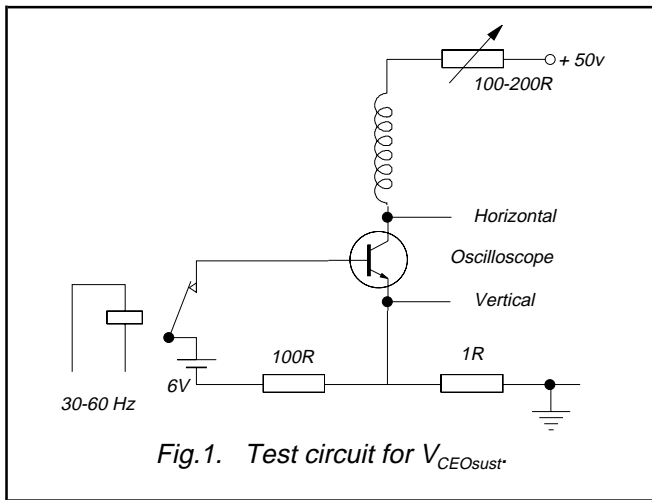 + 50v
100-200R
Horizontal
Oscilloscope
Vertical
100R
1R
6V
30-60 Hz
Fig.1. Test circuit for VCEOsust.